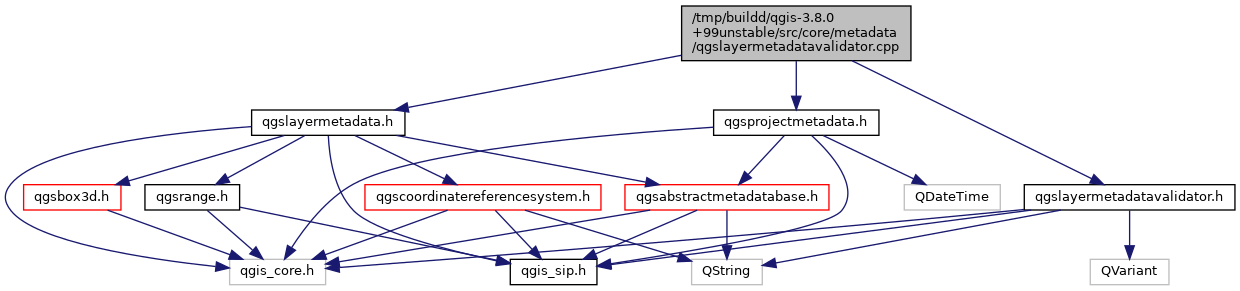 /tmp/buildd/qgis-3.8.0
+99unstable/src/core/metadata
/qgslayermetadatavalidator.cpp
qgslayermetadata.h
qgsprojectmetadata.h
qgsbox3d.h
qgsrange.h
qgscoordinatereferencesystem.h
qgsabstractmetadatabase.h
QDateTime
qgslayermetadatavalidator.h
qgis_core.h
qgis_sip.h
QString
QVariant